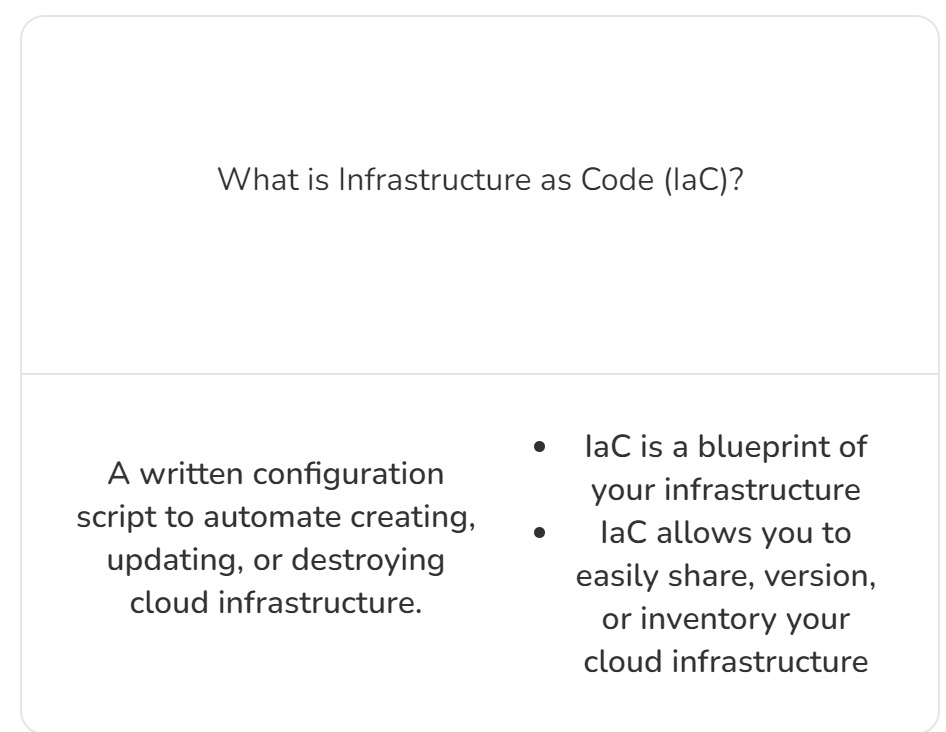 What is Infrastructure as Code (IaC)?
A written configuration
script to automate creating,
updating, or destroying
cloud infrastructure.
• IaC is a blueprint of
your infrastructure
• IaC allows you to
easily share, version,
or inventory your
cloud infrastructure